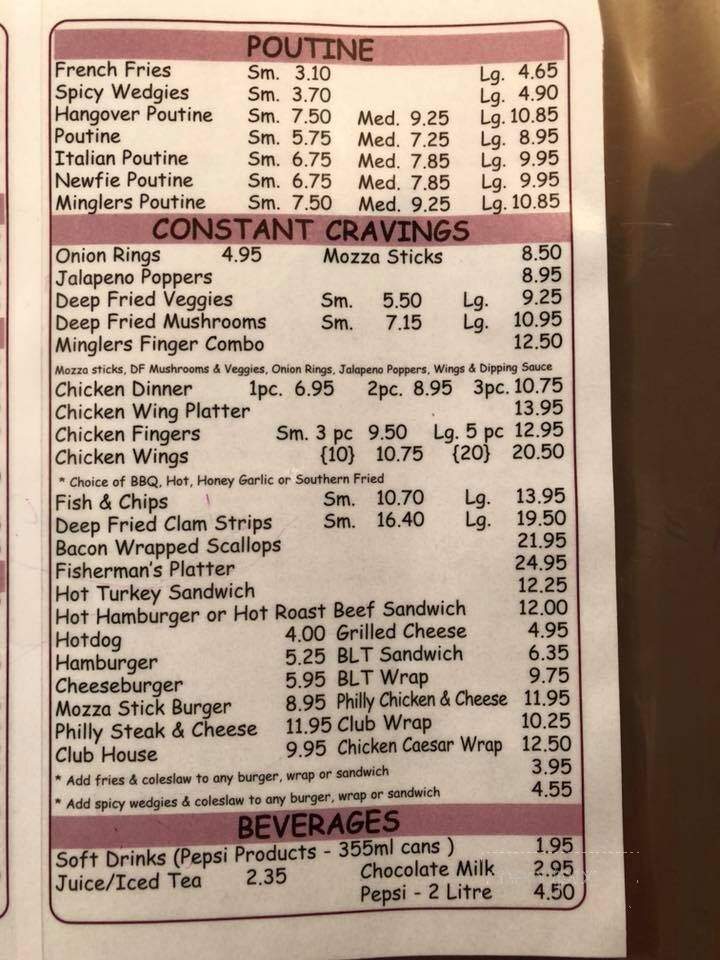 POUTINE
French Fries Sm. 3.10 Lg. 4.65
Spicy Wedgies Sm. 3.70 Lg. 4.90
Hangover Poutine Sm. 7.50 Med. 9.25 Lg. 10.85
Poutine Sm. 5.75 Med. 7.25 Lg. 8.95
Italian Poutine Sm. 6.75 Med. 7.85 Lg. 9.95
Newfie Poutine Sm. 6.75 Med. 7.85 Lg. 9.95
Minglers Poutine Sm. 7.50 Med. 9.25 Lg. 10.85
CONSTANT CRAVINGS
Onion Rings 4.95 Mozza Sticks 8.50
Jalapeno Poppers 8.95
Deep Fried Veggies Sm. 5.50 Lg. 9.25
Deep Fried Mushrooms Sm. 7.15 Lg. 10.95
Minglers Finger Combo 12.50
Mozza sticks, DF Mushrooms & Veggies, Onion Rings, Jalapeno Poppers, Wings & Dipping Sauce
Chicken Dinner 1pc. 6.95 2pc. 8.95 3pc. 10.75
Chicken Wing Platter 13.95
Chicken Fingers Sm. 3 pc 9.50 Lg. 5 pc 12.95
Chicken Wings {10} 10.75 {20} 20.50
* Choice of BBQ, Hot, Honey Garlic or Southern Fried
Fish & Chips Sm. 10.70 Lg. 13.95
Deep Fried Clam Strips Sm. 16.40 Lg. 19.50
Bacon Wrapped Scallops 21.95
Fisherman's Platter 24.95
Hot Turkey Sandwich 12.25
Hot Hamburger or Hot Roast Beef Sandwich 12.00
Hotdog 4.00 Grilled Cheese 4.95
Hamburger 5.25 BLT Sandwich 6.35
Cheeseburger 5.95 BLT Wrap 9.75
Mozza Stick Burger 8.95 Philly Chicken & Cheese 11.95
Philly Steak & Cheese 11.95 Club Wrap 10.25
Club House 9.95 Chicken Caesar Wrap 12.50
* Add fries & coleslaw to any burger, wrap or sandwich 3.95
* Add spicy wedgies & coleslaw to any burger, wrap or sandwich 4.55
BEVERAGES
Soft Drinks (Pepsi Products - 355ml cans ) 1.95
Juice/Iced Tea 2.35 Chocolate Milk 2.95
Pepsi - 2 Litre 4.50